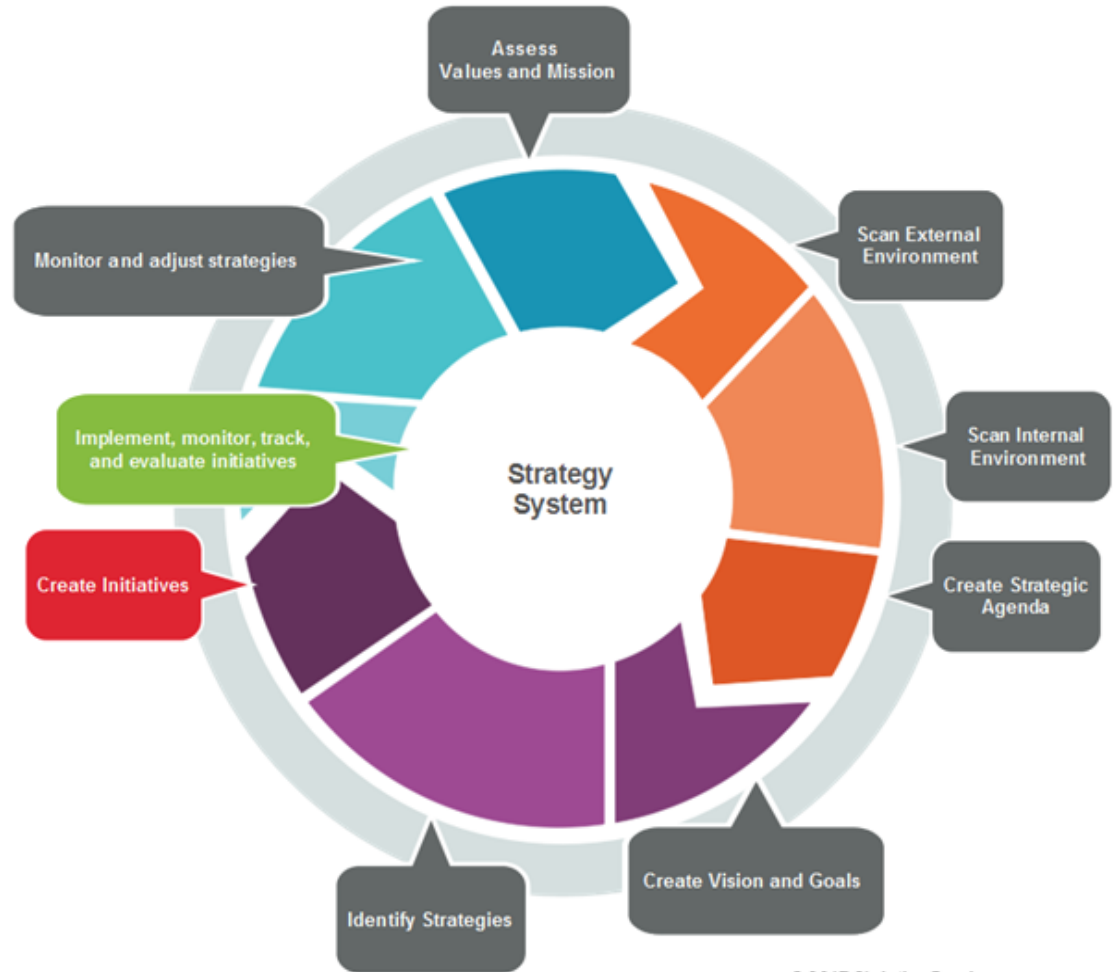 Assess
Values and Mission
Scan External
Environment
Scan Internal
Environment
Create Strategic
Agenda
Create Vision and Goals
Identify Strategies
Create Initiatives
Implement, monitor, track,
and evaluate initiatives
Monitor and adjust strategies
Strategy
System